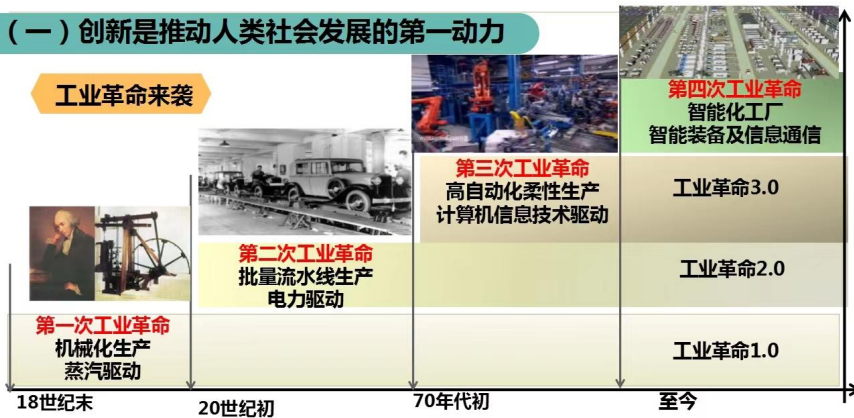 （一）创新是推动人类社会发展的第一动力
工业革命来袭
第四次工业革命
智能化工厂
智能装备及信息通信
第三次工业革命
高自动化柔性生产
计算机信息技术驱动
工业革命3.0
第二次工业革命
批量流水线生产
电力驱动
工业革命2.0
第一次工业革命
机械化生产
蒸汽驱动
工业革命1.0
18世纪末
20世纪初
70年代初
至今